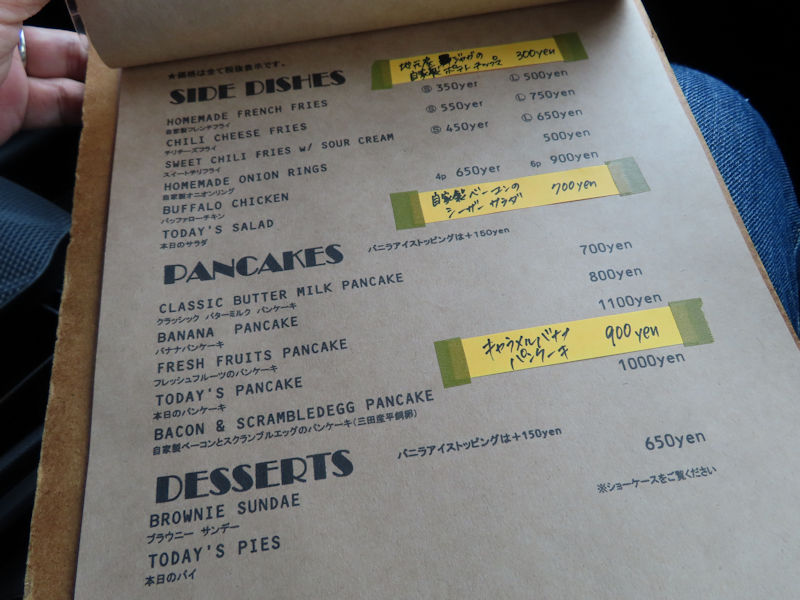 ★価格は全て税抜表示です。
SIDE DISHES
地元産 ジャガの 300yen
自家製 ポテト チップス
HOMEMADE FRENCH FRIES Ⓢ 350yer Ⓛ 500yen
自家製フレンチフライ
CHILI CHEESE FRIES Ⓢ 550yer Ⓛ 750yen
チリチーズフライ
SWEET CHILI FRIES w/ SOUR CREAM Ⓢ 450yer Ⓛ 650yen
スイートチリフライ
HOMEMADE ONION RINGS 500yen
自家製オニオンリング
BUFFALO CHICKEN 4p 650yer 6p 900yen
バッファローチキン
TODAY'S SALAD 自家製ベーコンの 700yen
本日のサラダ シーザーサラダ
PANCAKES バニラアイストッピングは+150yen
CLASSIC BUTTER MILK PANCAKE 700yen
クラッシック バターミルク パンケーキ
BANANA PANCAKE 800yen
バナナパンケーキ
FRESH FRUITS PANCAKE 1100yen
フレッシュフルーツのパンケーキ
TODAY'S PANCAKE キャラメルバナナ 900yen
本日のパンケーキ パンケーキ
BACON & SCRAMBLEDEGG PANCAKE 1000yen
自家製ベーコンとスクランブルエッグのパンケーキ(三田産平飼卵)
DESSERTS バニラアイストッピングは+150yen
BROWNIE SUNDAE 650yen
ブラウニー サンデー
TODAY'S PIES ※ショーケースをご覧ください
本日のパイ